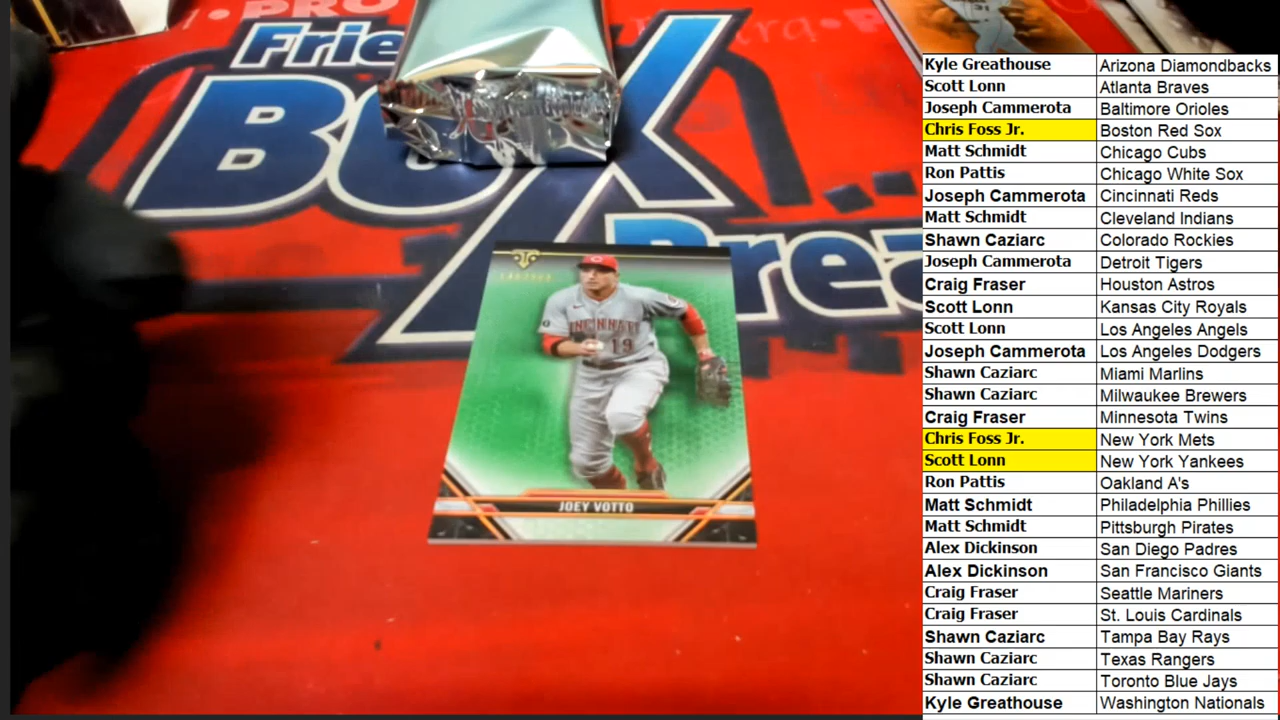 PRO
Frie
BOX
Brea
CINCINNATI
19
JOEY VOTTO
Kyle Greathouse Arizona Diamondbacks
Scott Lonn Atlanta Braves
Joseph Cammerota Baltimore Orioles
Chris Foss Jr. Boston Red Sox
Matt Schmidt Chicago Cubs
Ron Pattis Chicago White Sox
Joseph Cammerota Cincinnati Reds
Matt Schmidt Cleveland Indians
Shawn Caziarc Colorado Rockies
Joseph Cammerota Detroit Tigers
Craig Fraser Houston Astros
Scott Lonn Kansas City Royals
Scott Lonn Los Angeles Angels
Joseph Cammerota Los Angeles Dodgers
Shawn Caziarc Miami Marlins
Shawn Caziarc Milwaukee Brewers
Craig Fraser Minnesota Twins
Chris Foss Jr. New York Mets
Scott Lonn New York Yankees
Ron Pattis Oakland A's
Matt Schmidt Philadelphia Phillies
Matt Schmidt Pittsburgh Pirates
Alex Dickinson San Diego Padres
Alex Dickinson San Francisco Giants
Craig Fraser Seattle Mariners
Craig Fraser St. Louis Cardinals
Shawn Caziarc Tampa Bay Rays
Shawn Caziarc Texas Rangers
Shawn Caziarc Toronto Blue Jays
Kyle Greathouse Washington Nationals